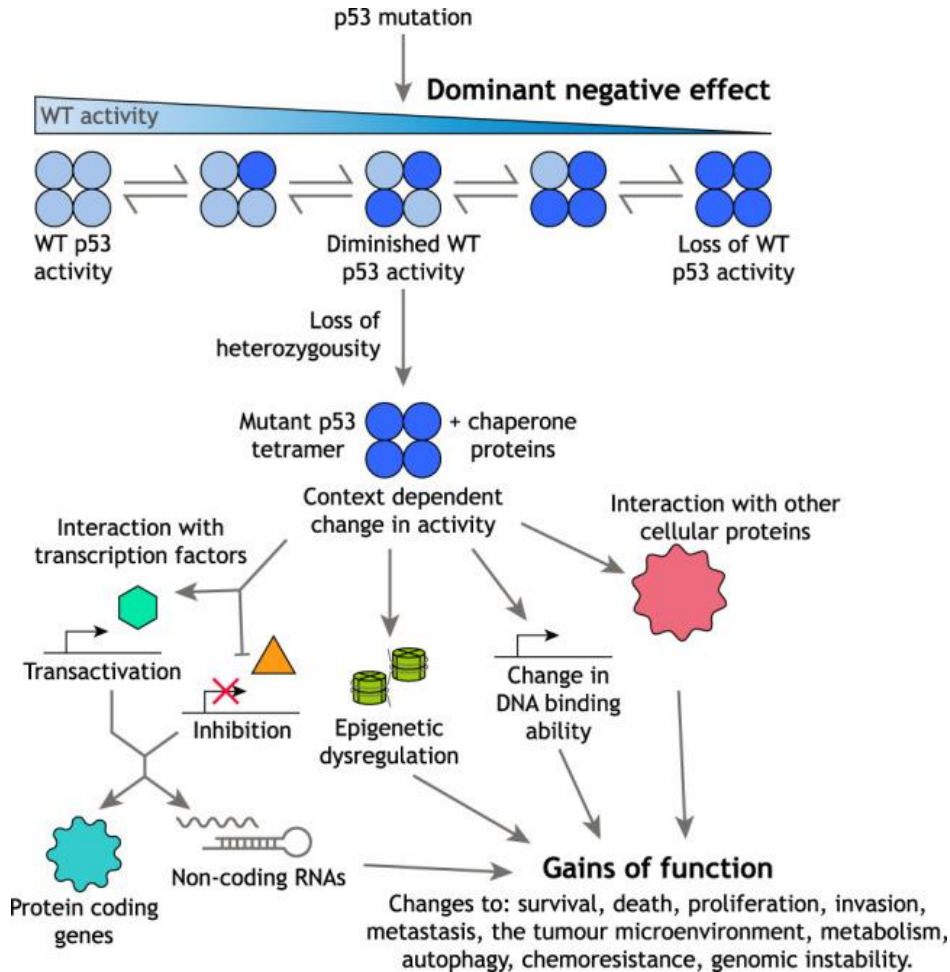 p53 mutation
Dominant negative effect
WT activity
WT p53
activity
Diminished WT
p53 activity
Loss of WT
p53 activity
Loss of
heterozygousity
Mutant p53
tetramer
+ chaperone
proteins
Context dependent
change in activity
Interaction with
transcription factors
Interaction with other
cellular proteins
Transactivation
Inhibition
Epigenetic
dysregulation
Change in
DNA binding
ability
Protein coding
genes
Non-coding RNAs
Gains of function
Changes to: survival, death, proliferation, invasion,
metastasis, the tumour microenvironment, metabolism,
autophagy, chemoresistance, genomic instability.